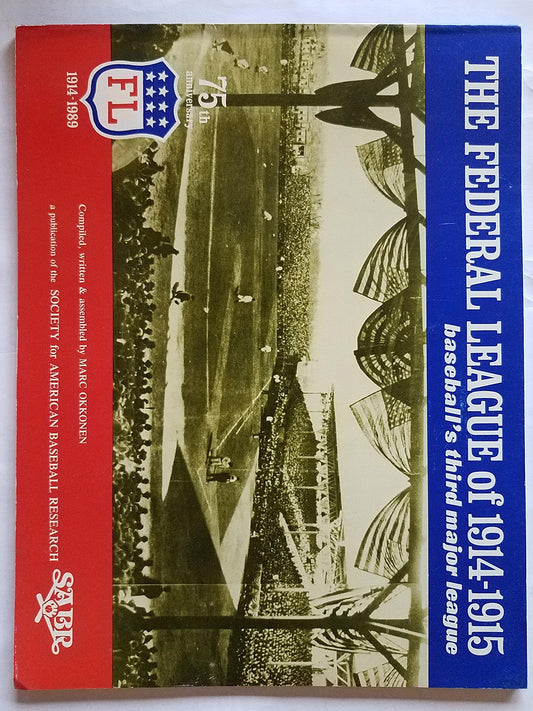 THE FEDERAL LEAGUE of 1914-1915
baseball's third major league
75th
anniversary
FL
1914-1989
Compiled, written & assembled by MARC OKKONEN
a publication of the SOCIETY for AMERICAN BASEBALL RESEARCH
SABR